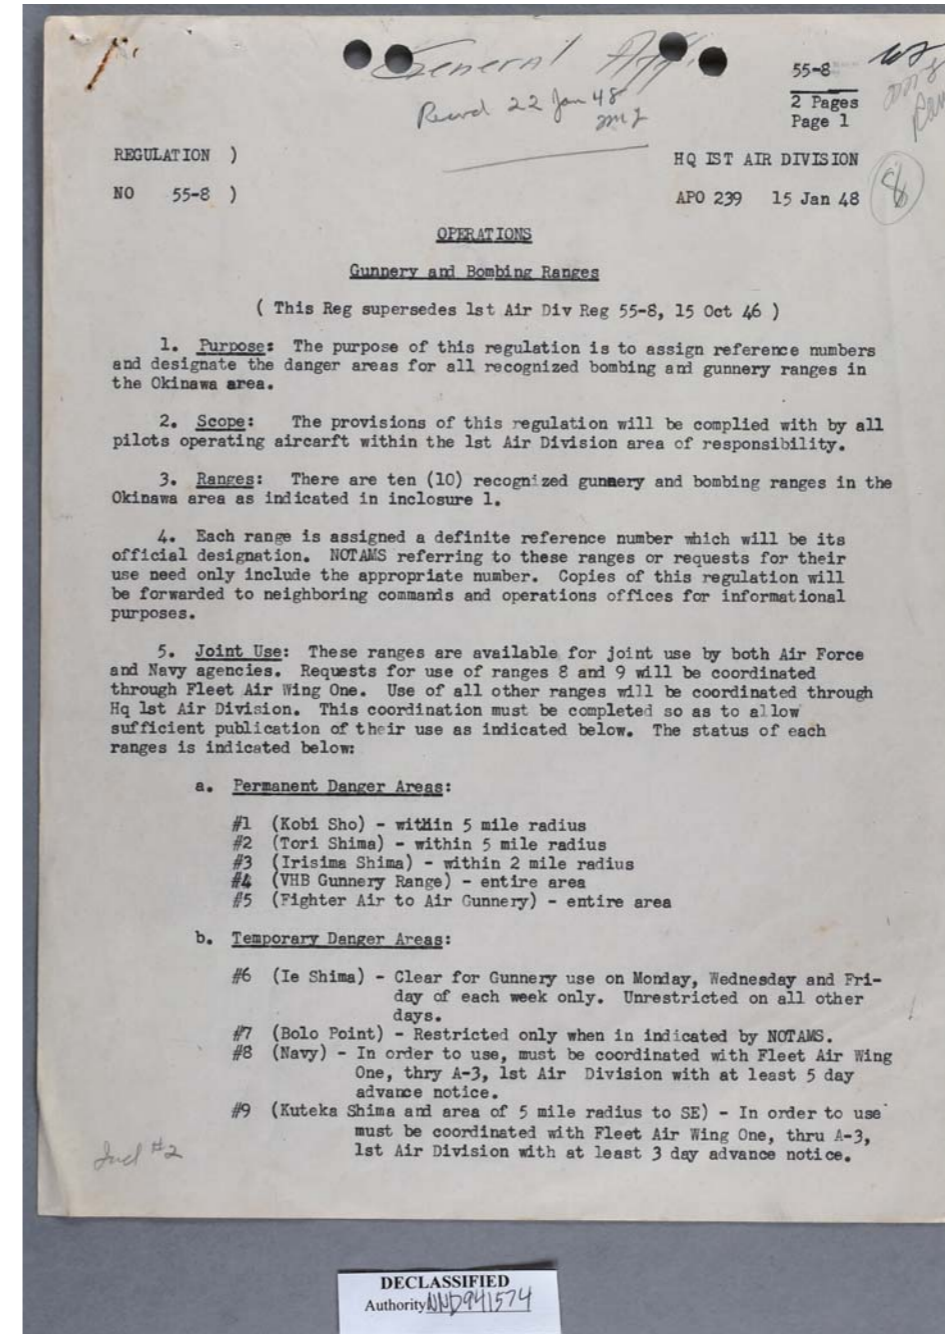 General Aff.
Recvd 22 Jan 48
55-8
2 Pages
Page 1
REGULATION )
HQ 1ST AIR DIVISION
NO 55-8 )
APO 239 15 Jan 48
8
OPERATIONS
Gunnery and Bombing Ranges
( This Reg supersedes 1st Air Div Reg 55-8, 15 Oct 46 )
1. Purpose: The purpose of this regulation is to assign reference numbers
and designate the danger areas for all recognized bombing and gunnery ranges in
the Okinawa area.
2. Scope: The provisions of this regulation will be complied with by all
pilots operating aircarft within the 1st Air Division area of responsibility.
3. Ranges: There are ten (10) recognized gunnery and bombing ranges in the
Okinawa area as indicated in inclosure 1.
4. Each range is assigned a definite reference number which will be its
official designation. NOTAMS referring to these ranges or requests for their
use need only include the appropriate number. Copies of this regulation will
be forwarded to neighboring commands and operations offices for informational
purposes.
5. Joint Use: These ranges are available for joint use by both Air Force
and Navy agencies. Requests for use of ranges 8 and 9 will be coordinated
through Fleet Air Wing One. Use of all other ranges will be coordinated through
Hq 1st Air Division. This coordination must be completed so as to allow
sufficient publication of their use as indicated below. The status of each
ranges is indicated below:
a. Permanent Danger Areas:
#1 (Kobi Sho) - within 5 mile radius
#2 (Tori Shima) - within 5 mile radius
#3 (Irisima Shima) - within 2 mile radius
#4 (VHB Gunnery Range) - entire area
#5 (Fighter Air to Air Gunnery) - entire area
b. Temporary Danger Areas:
#6 (Ie Shima) - Clear for Gunnery use on Monday, Wednesday and Fri-
day of each week only. Unrestricted on all other
days.
#7 (Bolo Point) - Restricted only when in indicated by NOTAMS.
#8 (Navy) - In order to use, must be coordinated with Fleet Air Wing
One, thry A-3, 1st Air Division with at least 5 day
advance notice.
#9 (Kuteka Shima and area of 5 mile radius to SE) - In order to use
must be coordinated with Fleet Air Wing One, thru A-3,
1st Air Division with at least 3 day advance notice.
Incl #2
DECLASSIFIED
Authority NND941574